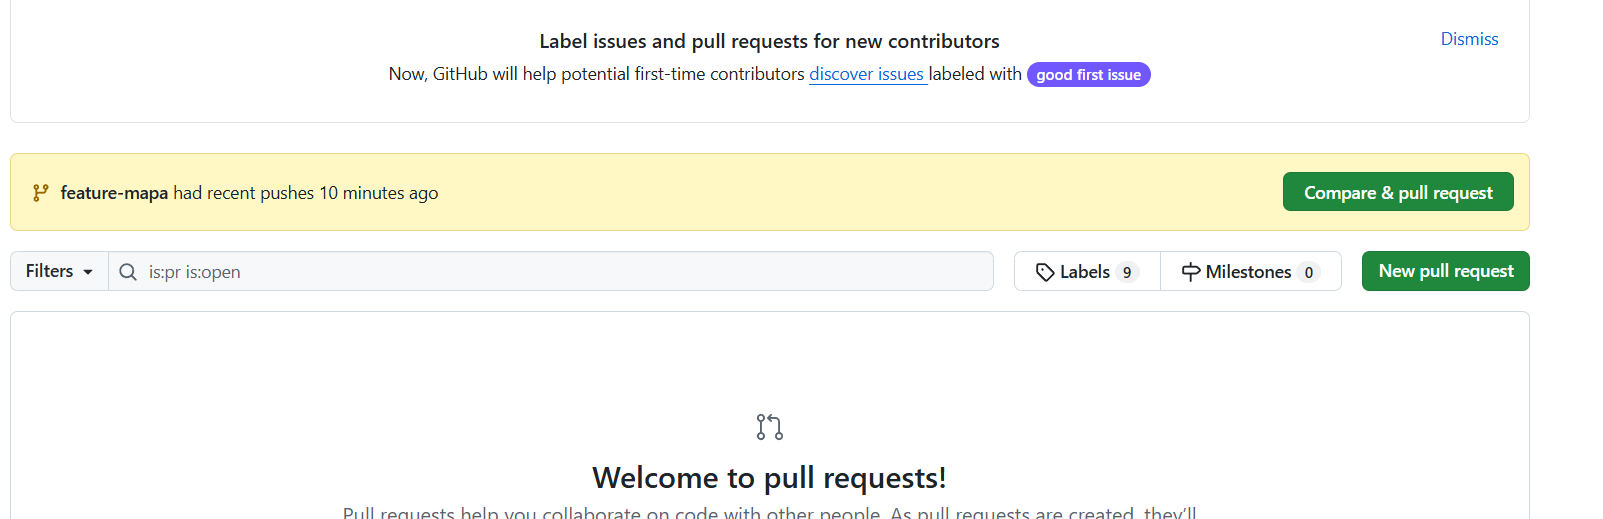 Label issues and pull requests for new contributors
Dismiss
Now, GitHub will help potential first-time contributors discover issues labeled with good first issue
feature-mapa had recent pushes 10 minutes ago
Compare & pull request
Filters
is:pr is:open
Labels 9
Milestones 0
New pull request
Welcome to pull requests!
Pull requests help you collaborate on code with other people. As pull requests are created, they’ll